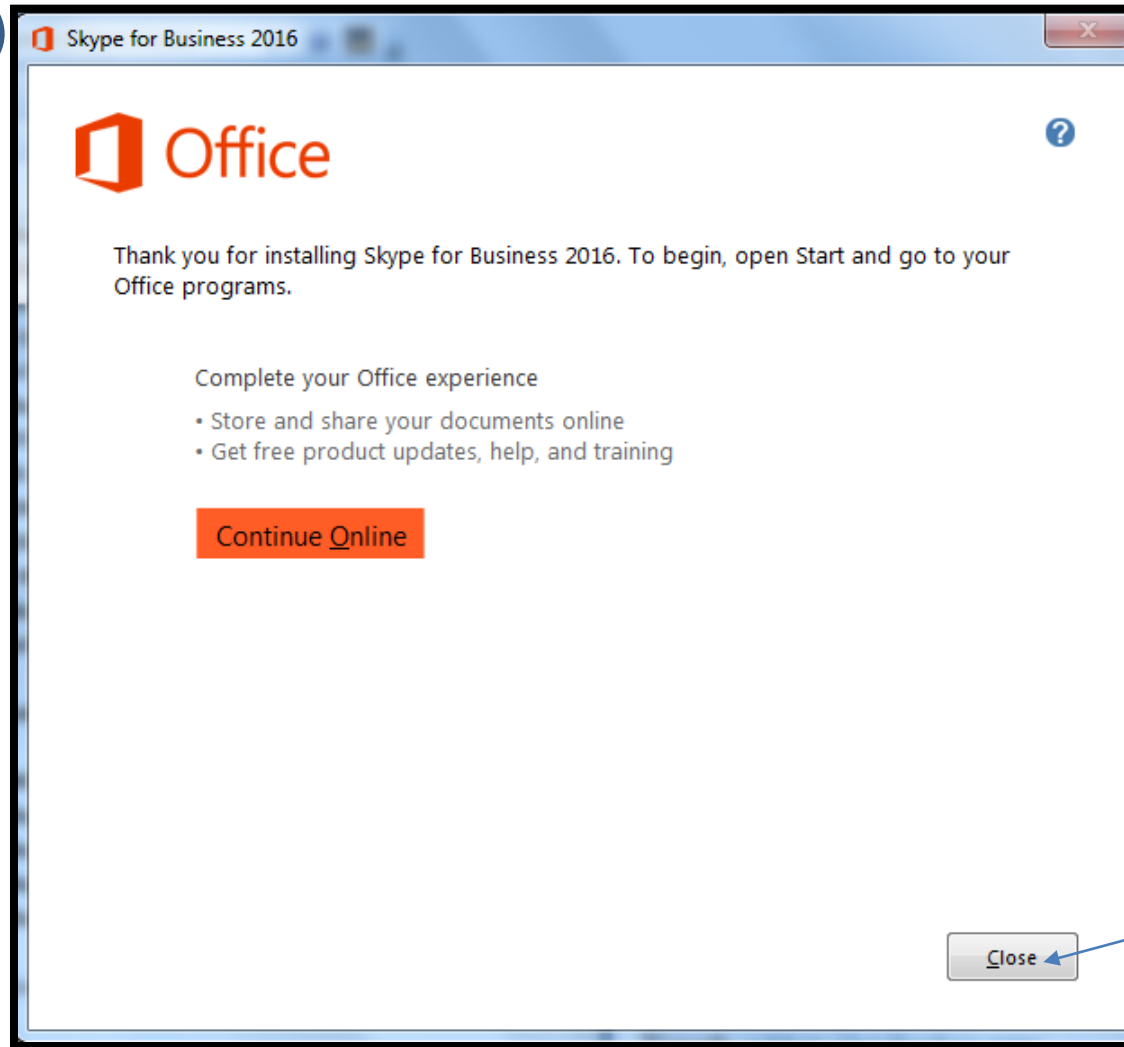 Skype for Business 2016
Office
?
Thank you for installing Skype for Business 2016. To begin, open Start and go to your
Office programs.
Complete your Office experience
• Store and share your documents online
• Get free product updates, help, and training
Continue Online
Close